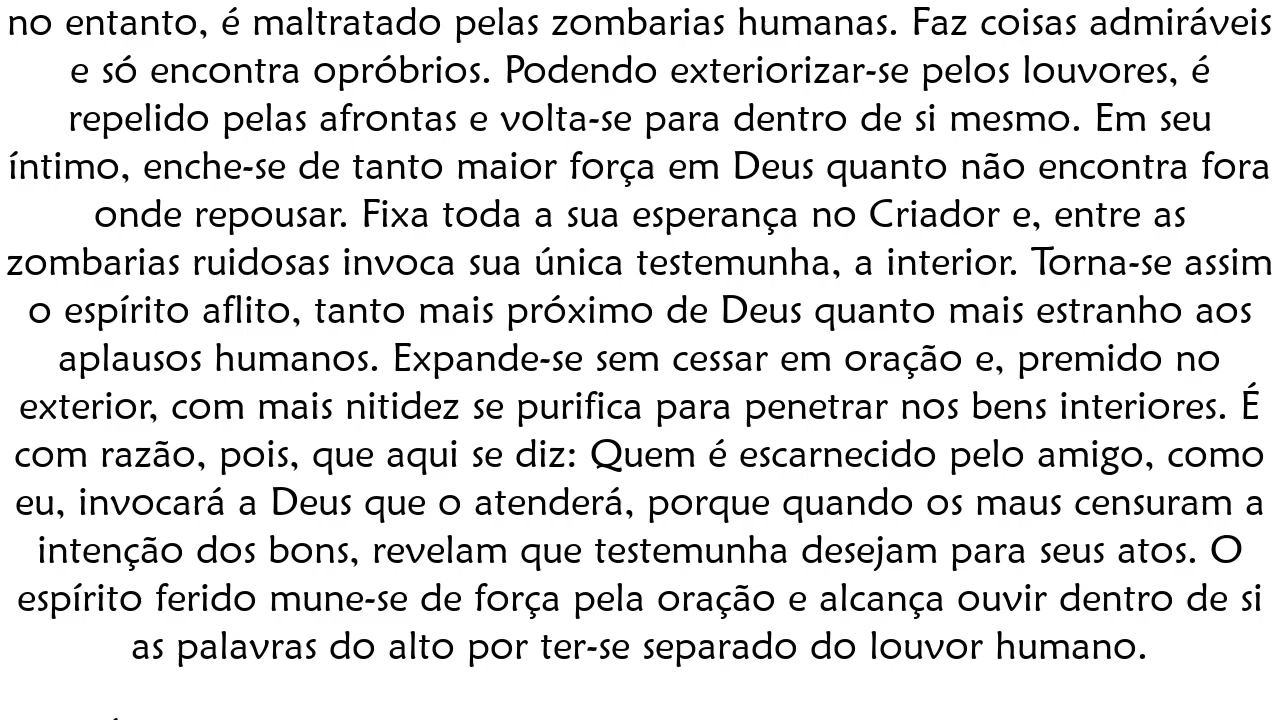 no entanto, é maltratado pelas zombarias humanas. Faz coisas admiráveis
e só encontra opróbrios. Podendo exteriorizar-se pelos louvores, é
repelido pelas afrontas e volta-se para dentro de si mesmo. Em seu
íntimo, enche-se de tanto maior força em Deus quanto não encontra fora
onde repousar. Fixa toda a sua esperança no Criador e, entre as
zombarias ruidosas invoca sua única testemunha, a interior. Torna-se assim
o espírito aflito, tanto mais próximo de Deus quanto mais estranho aos
aplausos humanos. Expande-se sem cessar em oração e, premido no
exterior, com mais nitidez se purifica para penetrar nos bens interiores. É
com razão, pois, que aqui se diz: Quem é escarnecido pelo amigo, como
eu, invocará a Deus que o atenderá, porque quando os maus censuram a
intenção dos bons, revelam que testemunha desejam para seus atos. O
espírito ferido mune-se de força pela oração e alcança ouvir dentro de si
as palavras do alto por ter-se separado do louvor humano.